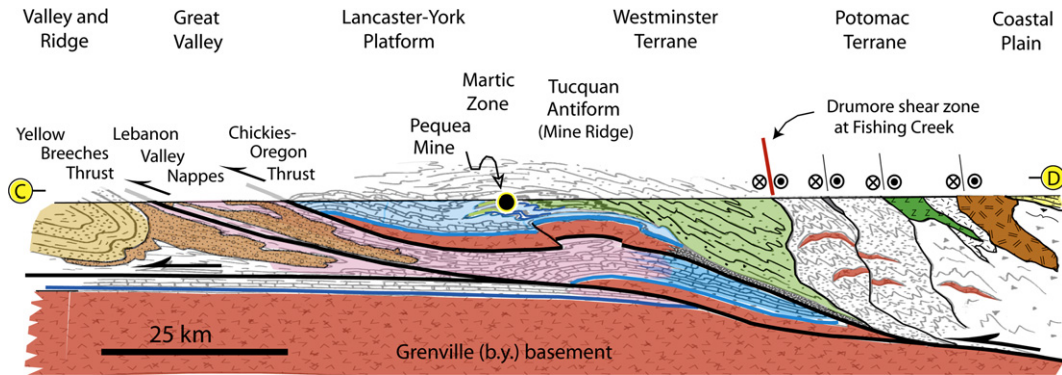 Valley and
Ridge
Great
Valley
Lancaster-York
Platform
Westminster
Terrane
Potomac
Terrane
Coastal
Plain
Martic
Zone
Tucquan
Antiform
(Mine Ridge)
Drumore shear zone
at Fishing Creek
Yellow
Breeches
Thrust
Lebanon
Valley
Nappes
Chickies-
Oregon
Thrust
Pequea
Mine
C
D
25 km
Grenville (b.y.) basement